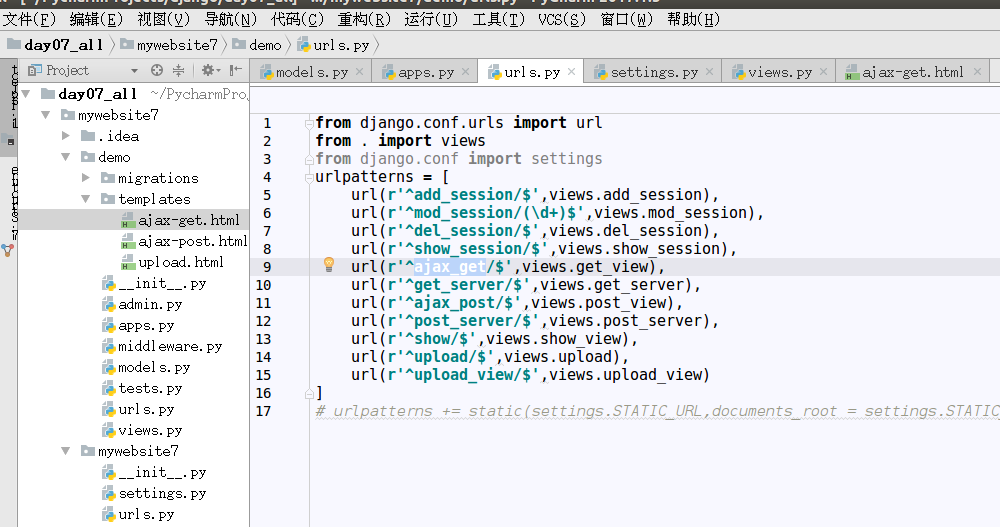 文件(F) 编辑(E) 视图(V) 导航(N) 代码(C) 重构(R) 运行(U) 工具(T) VCS(S) 窗口(W) 帮助(H)
day07_all mywebsite7 demo urls.py
Project
models.py apps.py urls.py settings.py views.py ajax-get.html
day07_all ~/PycharmPro
mywebsite7
.idea
demo
migrations
templates
ajax-get.html
ajax-post.html
upload.html
__init__.py
admin.py
apps.py
middleware.py
models.py
tests.py
urls.py
views.py
mywebsite7
__init__.py
settings.py
urls.py
1 from django.conf.urls import url
2 from . import views
3 from django.conf import settings
4 urlpatterns = [
5 url(r'^add_session/$',views.add_session),
6 url(r'^mod_session/(\d+)$',views.mod_session),
7 url(r'^del_session/$',views.del_session),
8 url(r'^show_session/$',views.show_session),
9 url(r'^ajax_get/$',views.get_view),
10 url(r'^get_server/$',views.get_server),
11 url(r'^ajax_post/$',views.post_view),
12 url(r'^post_server/$',views.post_server),
13 url(r'^show/$',views.show_view),
14 url(r'^upload/$',views.upload),
15 url(r'^upload_view/$',views.upload_view)
16 ]
17 # urlpatterns += static(settings.STATIC_URL,documents_root = settings.STATIC_